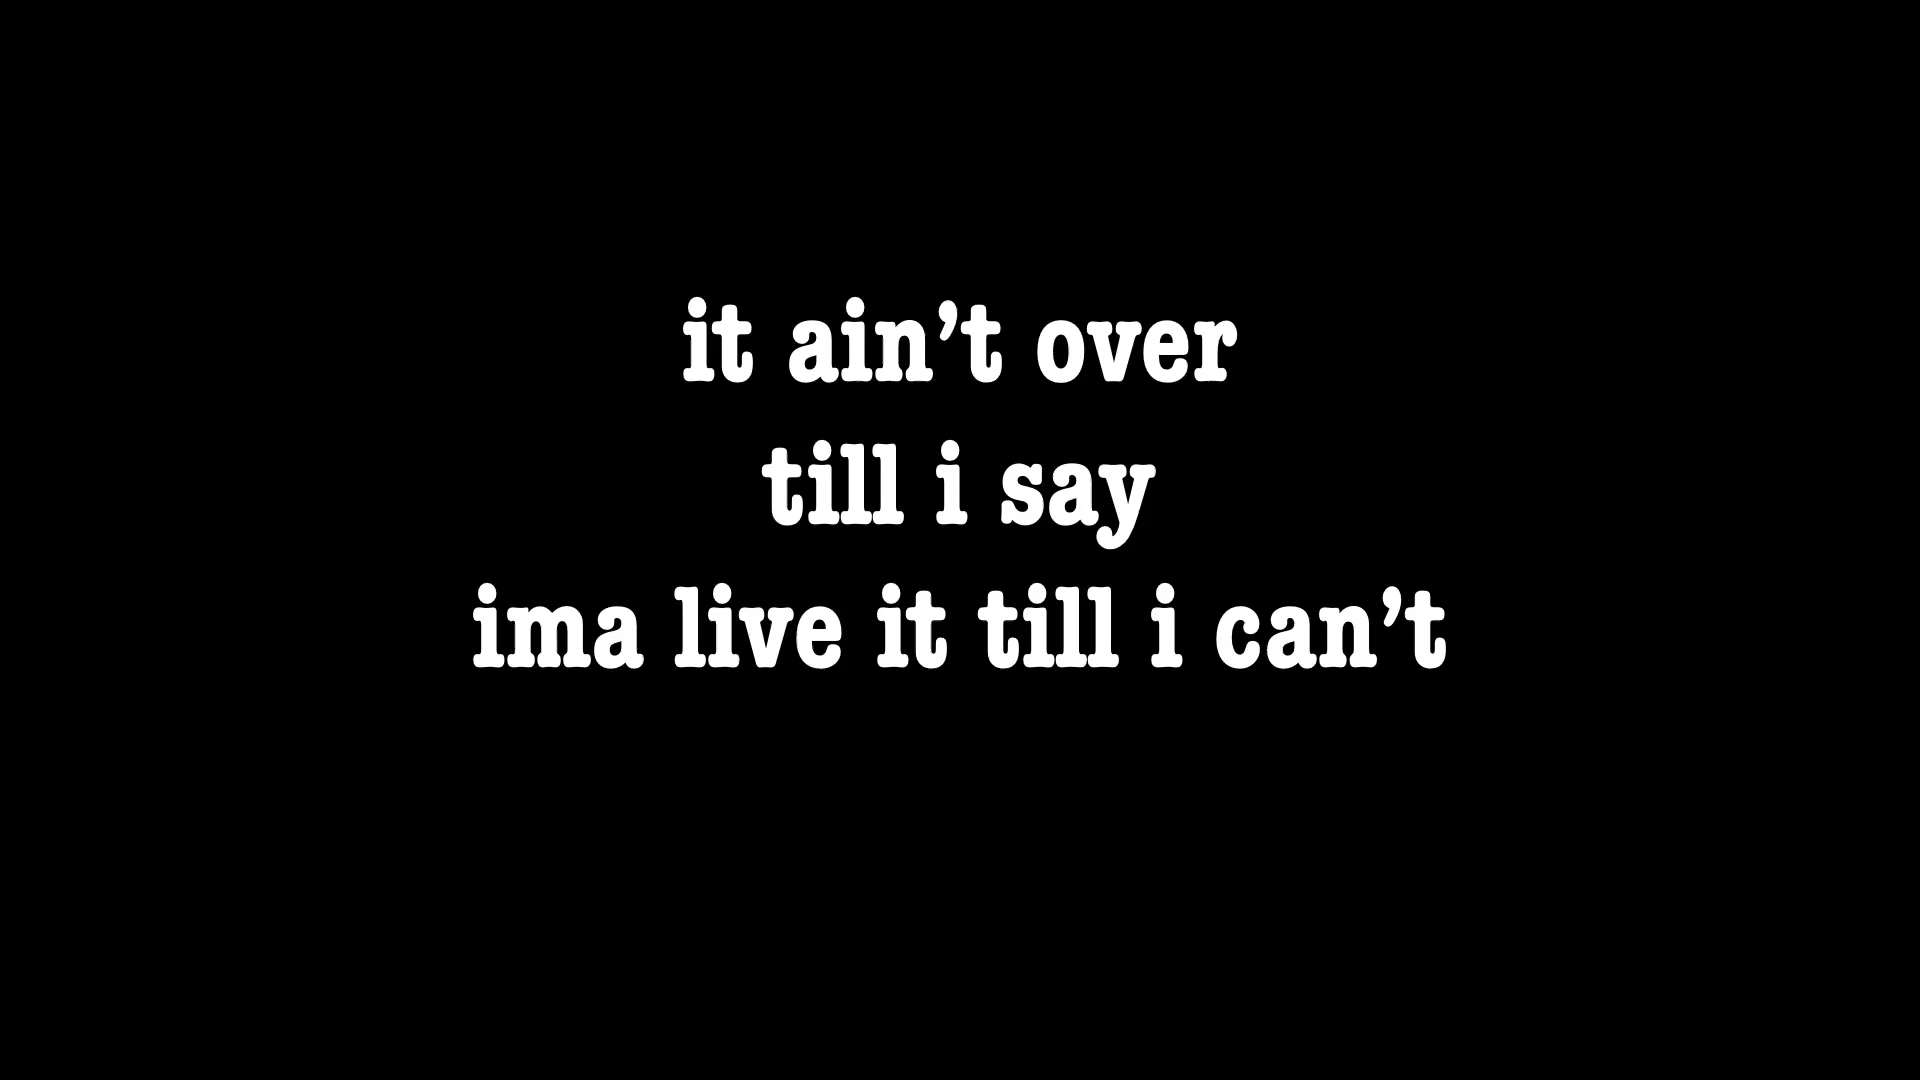 it ain’t over
till i say
ima live it till i can’t